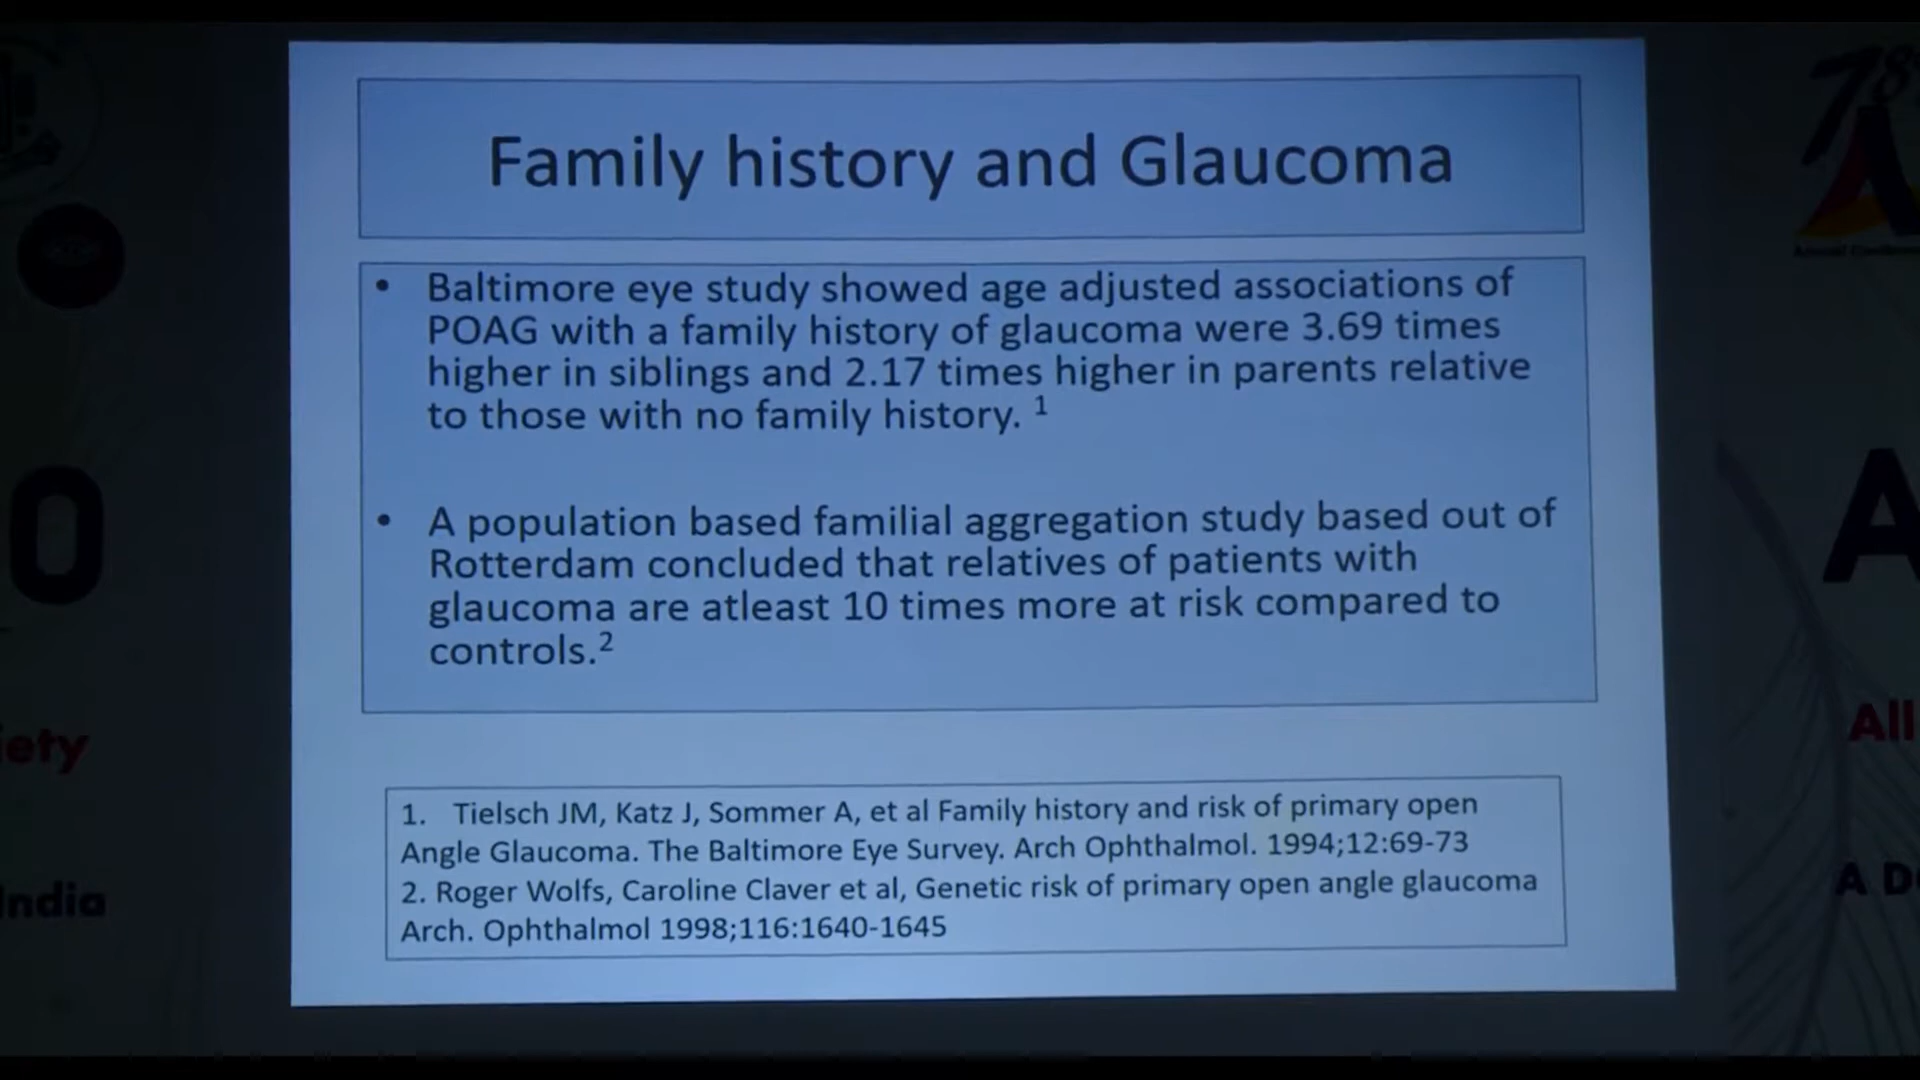 Family history and Glaucoma
• Baltimore eye study showed age adjusted associations of
POAG with a family history of glaucoma were 3.69 times
higher in siblings and 2.17 times higher in parents relative
to those with no family history. 1
• A population based familial aggregation study based out of
Rotterdam concluded that relatives of patients with
glaucoma are atleast 10 times more at risk compared to
controls.2
1. Tielsch JM, Katz J, Sommer A, et al Family history and risk of primary open
Angle Glaucoma. The Baltimore Eye Survey. Arch Ophthalmol. 1994;12:69-73
2. Roger Wolfs, Caroline Claver et al, Genetic risk of primary open angle glaucoma
Arch. Ophthalmol 1998;116:1640-1645
O
iety
India
78
A
All
A D